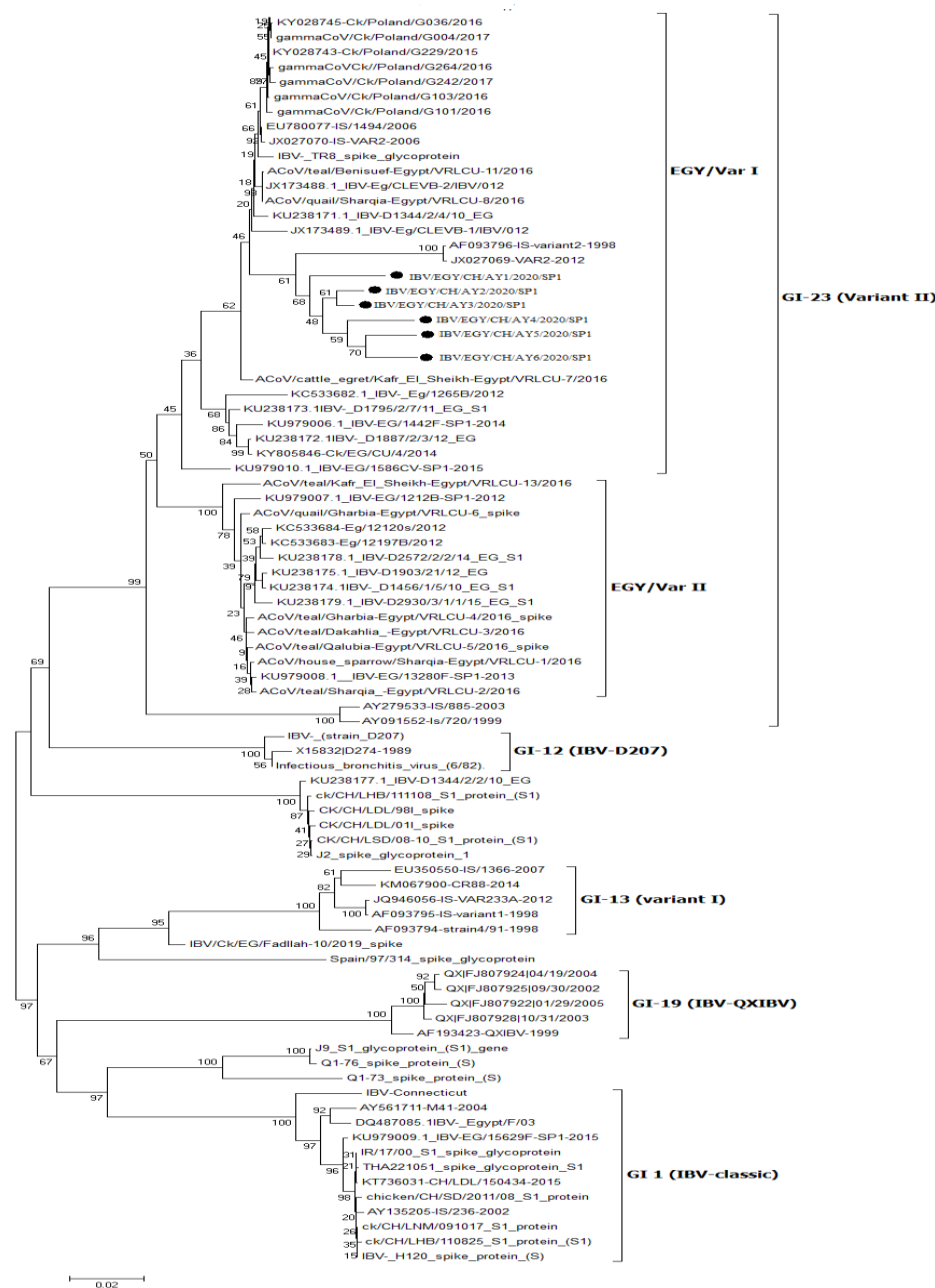 KY028745-Ck/Poland/G036/2016
gammaCoV/Ck/Poland/G004/2017
KY028743-Ck/Poland/G229/2015
gammaCoVCk//Poland/G264/2016
gammaCoV/Ck/Poland/G242/2017
gammaCoV/Ck/Poland/G103/2016
gammaCoV/Ck/Poland/G101/2016
EU780077-IS/1494/2006
JX027070-IS-VAR2-2006
IBV-_TR8_spike_glycoprotein
ACoV/teal/Benisuef-Egypt/VRLCU-11/2016
EGY/Var I
JX173488.1_IBV-Eg/CLEVB-2/IBV/012
ACoV/quail/Sharqia-Egypt/VRLCU-8/2016
KU238171.1_IBV-D1344/2/4/10_EG
JX173489.1_IBV-Eg/CLEVB-1/IBV/012
AF093796-IS-variant2-1998
JX027069-VAR2-2012
IBV/EGY/CH/AY1/2020/SP1
IBV/EGY/CH/AY2/2020/SP1
GI-23 (Variant II)
IBV/EGY/CH/AY3/2020/SP1
IBV/EGY/CH/AY4/2020/SP1
IBV/EGY/CH/AY5/2020/SP1
IBV/EGY/CH/AY6/2020/SP1
ACoV/cattle_egret/Kafr_El_Sheikh-Egypt/VRLCU-7/2016
KC533682.1_IBV-_Eg/1265B/2012
KU238173.1IBV-_D1795/2/7/11_EG_S1
KU979006.1_IBV-EG/1442F-SP1-2014
KU238172.1IBV-_D1887/2/3/12_EG
KY805846-Ck/EG/CU/4/2014
KU979010.1_IBV-EG/1586CV-SP1-2015
ACoV/teal/Kafr_El_Sheikh-Egypt/VRLCU-13/2016
KU979007.1_IBV-EG/1212B-SP1-2012
ACoV/quail/Gharbia-Egypt/VRLCU-6_spike
KC533684-Eg/12120s/2012
KC533683-Eg/12197B/2012
KU238178.1_IBV-D2572/2/2/14_EG_S1
KU238175.1_IBV-D1903/21/12_EG
KU238174.1IBV-_D1456/1/5/10_EG_S1
EGY/Var II
KU238179.1_IBV-D2930/3/1/1/15_EG_S1
ACoV/teal/Gharbia-Egypt/VRLCU-4/2016_spike
ACoV/teal/Dakahlia_-Egypt/VRLCU-3/2016
ACoV/teal/Qalubia-Egypt/VRLCU-5/2016_spike
ACoV/house_sparrow/Sharqia-Egypt/VRLCU-1/2016
KU979008.1__IBV-EG/13280F-SP1-2013
ACoV/teal/Sharqia_-Egypt/VRLCU-2/2016
AY279533-IS/885-2003
AY091552-Is/720/1999
IBV-_(strain_D207)
X15832|D274-1989
GI-12 (IBV-D207)
Infectious_bronchitis_virus_(6/82).
KU238177.1_IBV-D1344/2/2/10_EG
ck/CH/LHB/111108_S1_protein_(S1)
CK/CH/LDL/98I_spike
CK/CH/LDL/01I_spike
CK/CH/LSD/08-10_S1_protein_(S1)
J2_spike_glycoprotein_1
EU350550-IS/1366-2007
KM067900-CR88-2014
JQ946056-IS-VAR233A-2012
GI-13 (variant I)
AF093795-IS-variant1-1998
AF093794-strain4/91-1998
IBV/Ck/EG/Fadllah-10/2019_spike
Spain/97/314_spike_glycoprotein
QX|FJ807924|04/19/2004
QX|FJ807925|09/30/2002
QX|FJ807922|01/29/2005
GI-19 (IBV-QXIBV)
QX|FJ807928|10/31/2003
AF193423-QXIBV-1999
J9_S1_glycoprotein_(S1)_gene
Q1-76_spike_protein_(S)
Q1-73_spike_protein_(S)
IBV-Connecticut
AY561711-M41-2004
DQ487085.1IBV-_Egypt/F/03
KU979009.1_IBV-EG/15629F-SP1-2015
IR/17/00_S1_spike_glycoprotein
THA221051_spike_glycoprotein_S1
GI 1 (IBV-classic)
KT736031-CH/LDL/150434-2015
chicken/CH/SD/2011/08_S1_protein
AY135205-IS/236-2002
ck/CH/LNM/091017_S1_protein
ck/CH/LHB/110825_S1_protein_(S1)
IBV-_H120_spike_protein_(S)
0.02